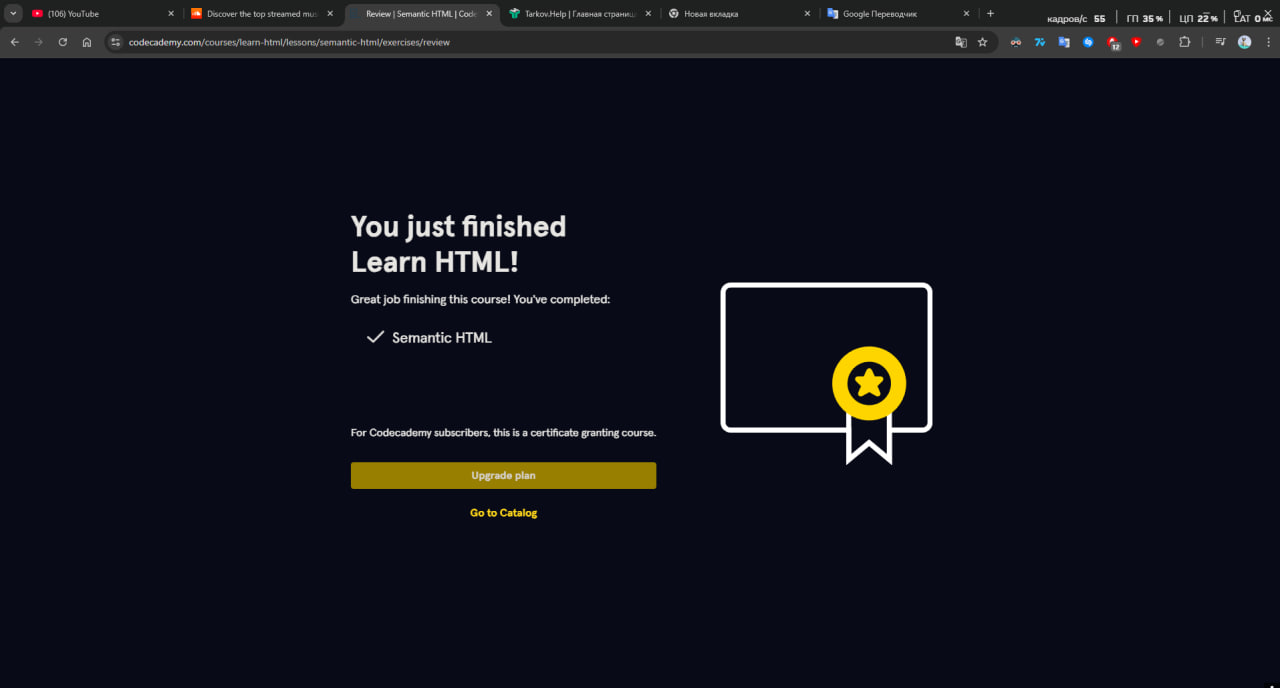 (106) YouTube
Discover the top streamed mus
Review | Semantic HTML | Code
Tarkov.Help | Главная страниц
Новая вкладка
Google Переводчик
кадров/с 55 ГП 35 % ЦП 22 % LAT 0 мс
codecademy.com/courses/learn-html/lessons/semantic-html/exercises/review
12
You just finished
Learn HTML!
Great job finishing this course! You've completed:
Semantic HTML
For Codecademy subscribers, this is a certificate granting course.
Upgrade plan
Go to Catalog